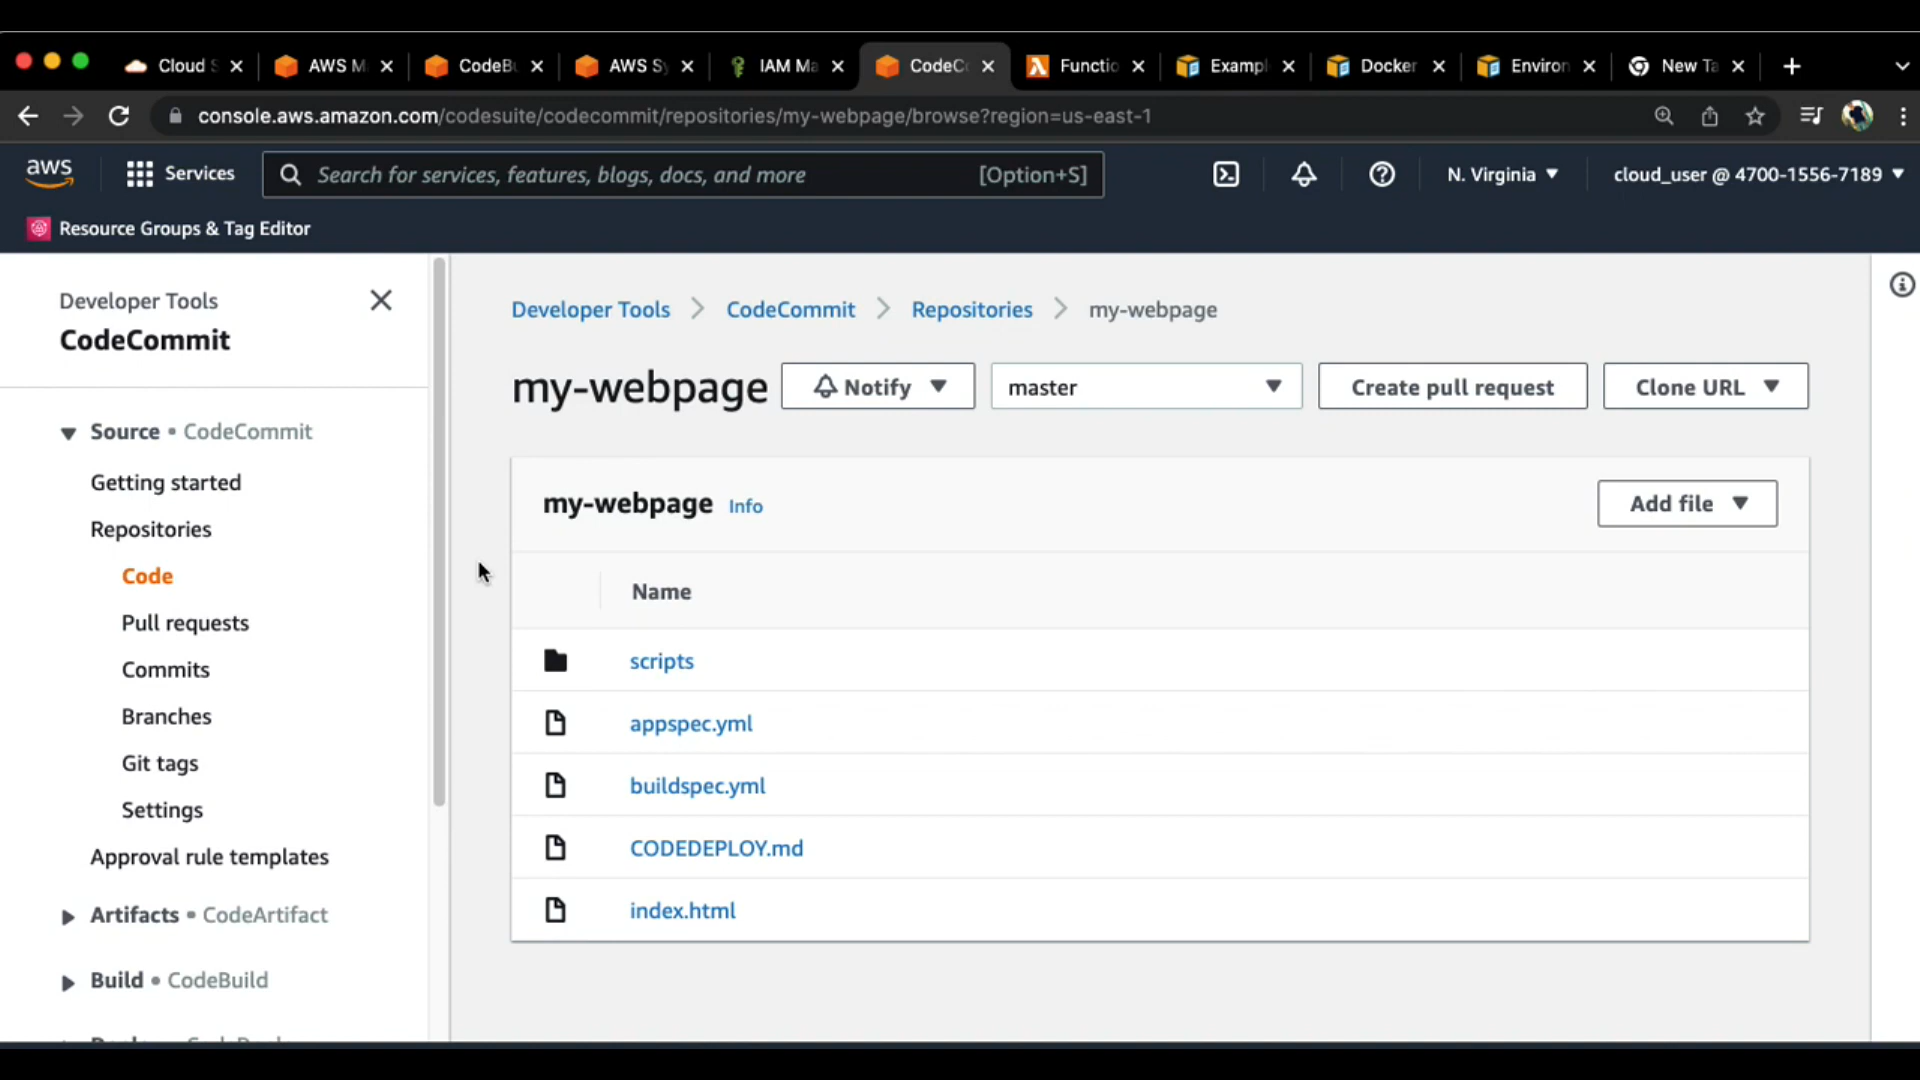 Cloud S
AWS M
CodeBu
AWS Sy
IAM Ma
CodeCo
Functio
Exampl
Docker
Environ
New Ta
console.aws.amazon.com/codesuite/codecommit/repositories/my-webpage/browse?region=us-east-1
aws
Services
Search for services, features, blogs, docs, and more
[Option+S]
N. Virginia
cloud_user @ 4700-1556-7189
Resource Groups & Tag Editor
Developer Tools
CodeCommit
Source • CodeCommit
Getting started
Repositories
Code
Pull requests
Commits
Branches
Git tags
Settings
Approval rule templates
Artifacts • CodeArtifact
Build • CodeBuild
Developer Tools
CodeCommit
Repositories
my-webpage
my-webpage
Notify
master
Create pull request
Clone URL
my-webpage Info
Add file
Name
scripts
appspec.yml
buildspec.yml
CODEDEPLOY.md
index.html